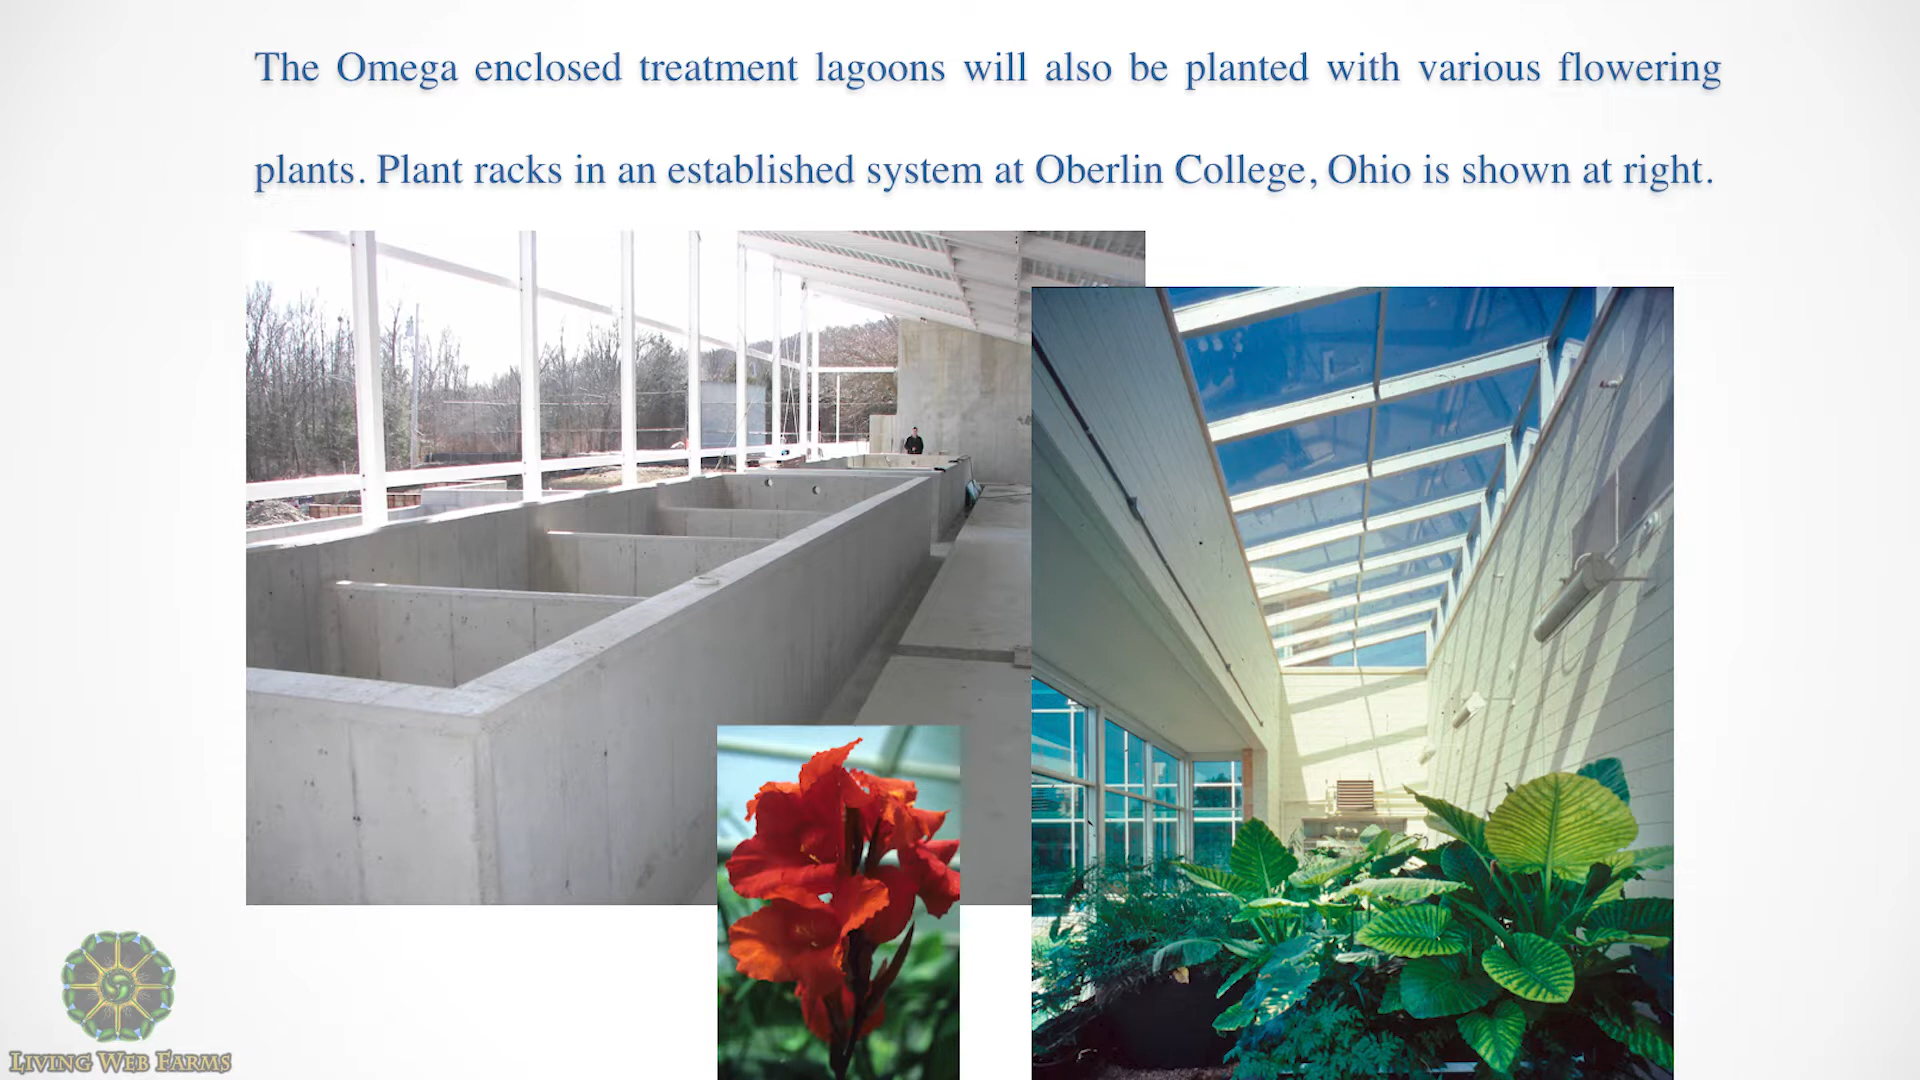 The Omega enclosed treatment lagoons will also be planted with various flowering
plants. Plant racks in an established system at Oberlin College, Ohio is shown at right.
LIVING WEB FARMS